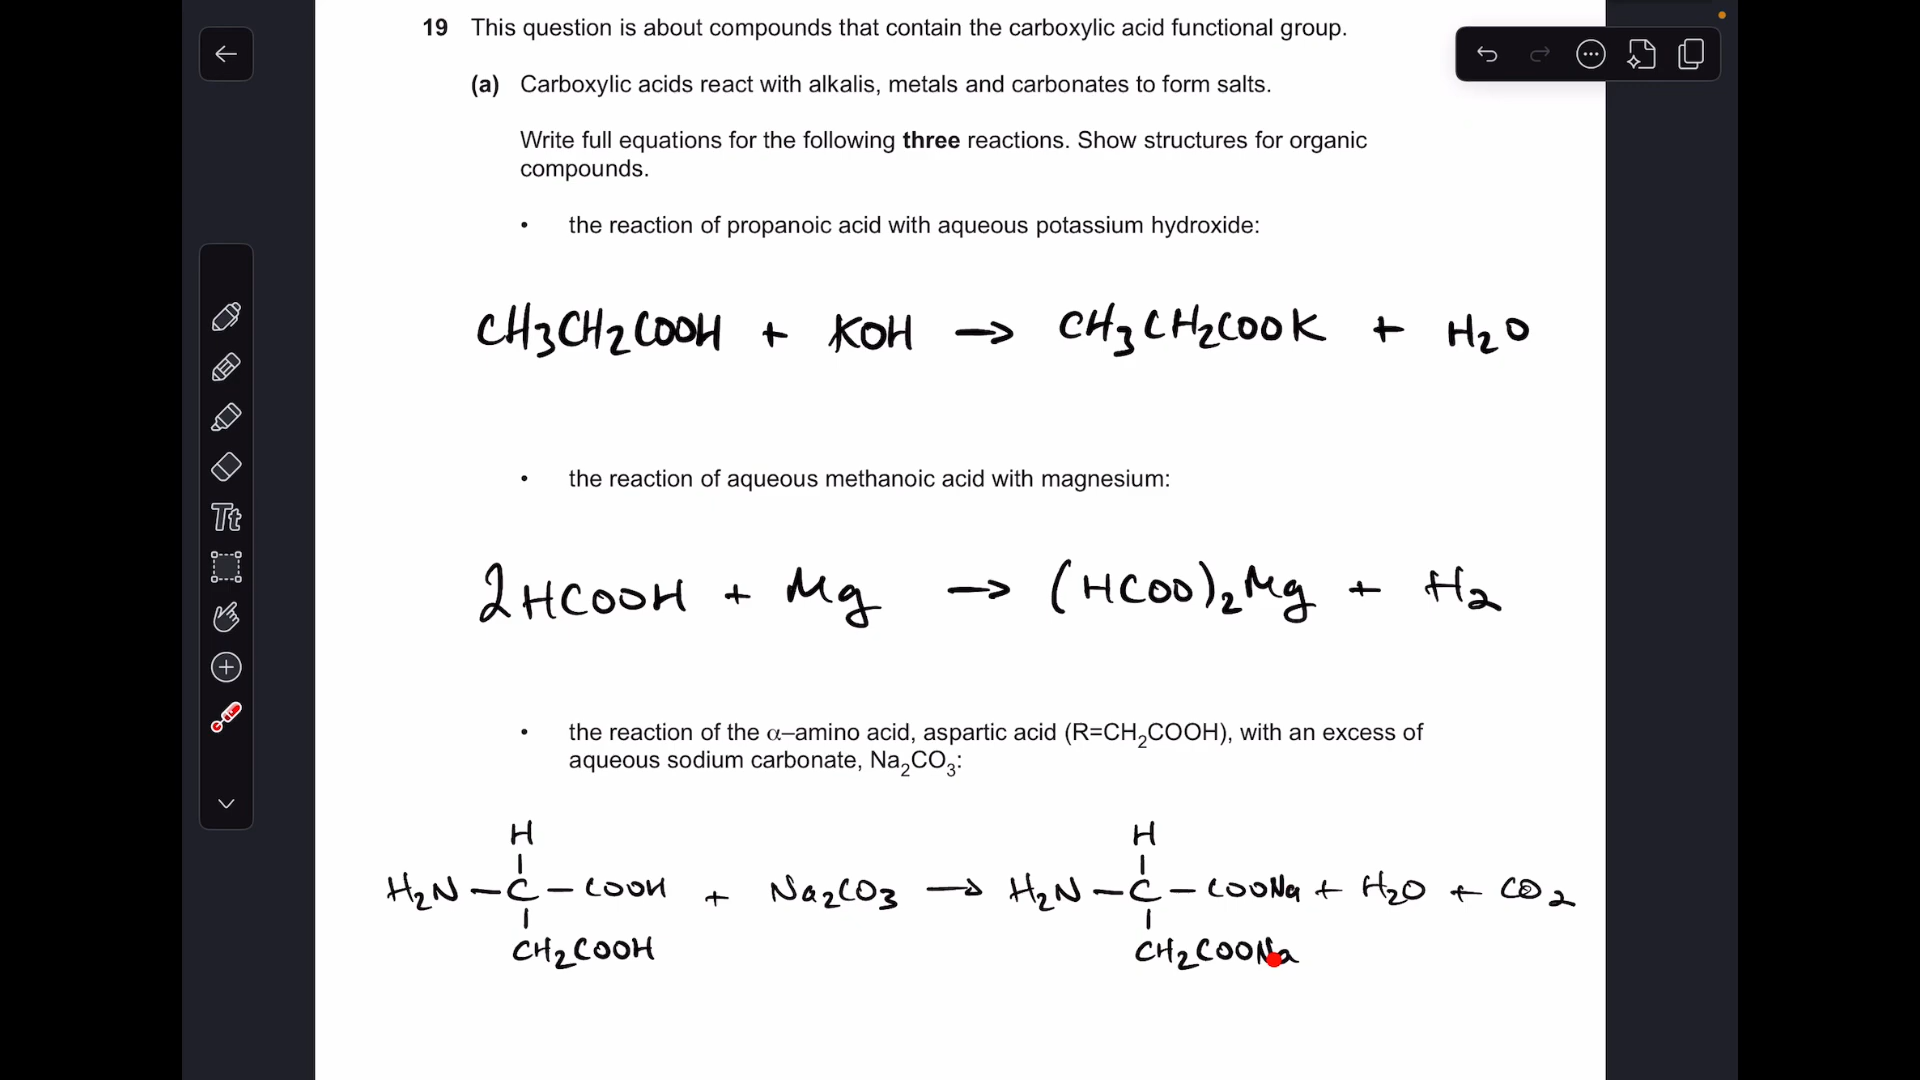 19 This question is about compounds that contain the carboxylic acid functional group.
(a) Carboxylic acids react with alkalis, metals and carbonates to form salts.
Write full equations for the following three reactions. Show structures for organic
compounds.
• the reaction of propanoic acid with aqueous potassium hydroxide:
CH3CH2COOH + KOH → CH3CH2COOK + H2O
• the reaction of aqueous methanoic acid with magnesium:
2HCOOH + Mg → (HCOO)2Mg + H2
• the reaction of the α–amino acid, aspartic acid (R=CH2COOH), with an excess of
aqueous sodium carbonate, Na2CO3:
H H
H2N – C – COOH + Na2CO3 → H2N – C – COONa + H2O + CO2
CH2COOH CH2COONa
Tt